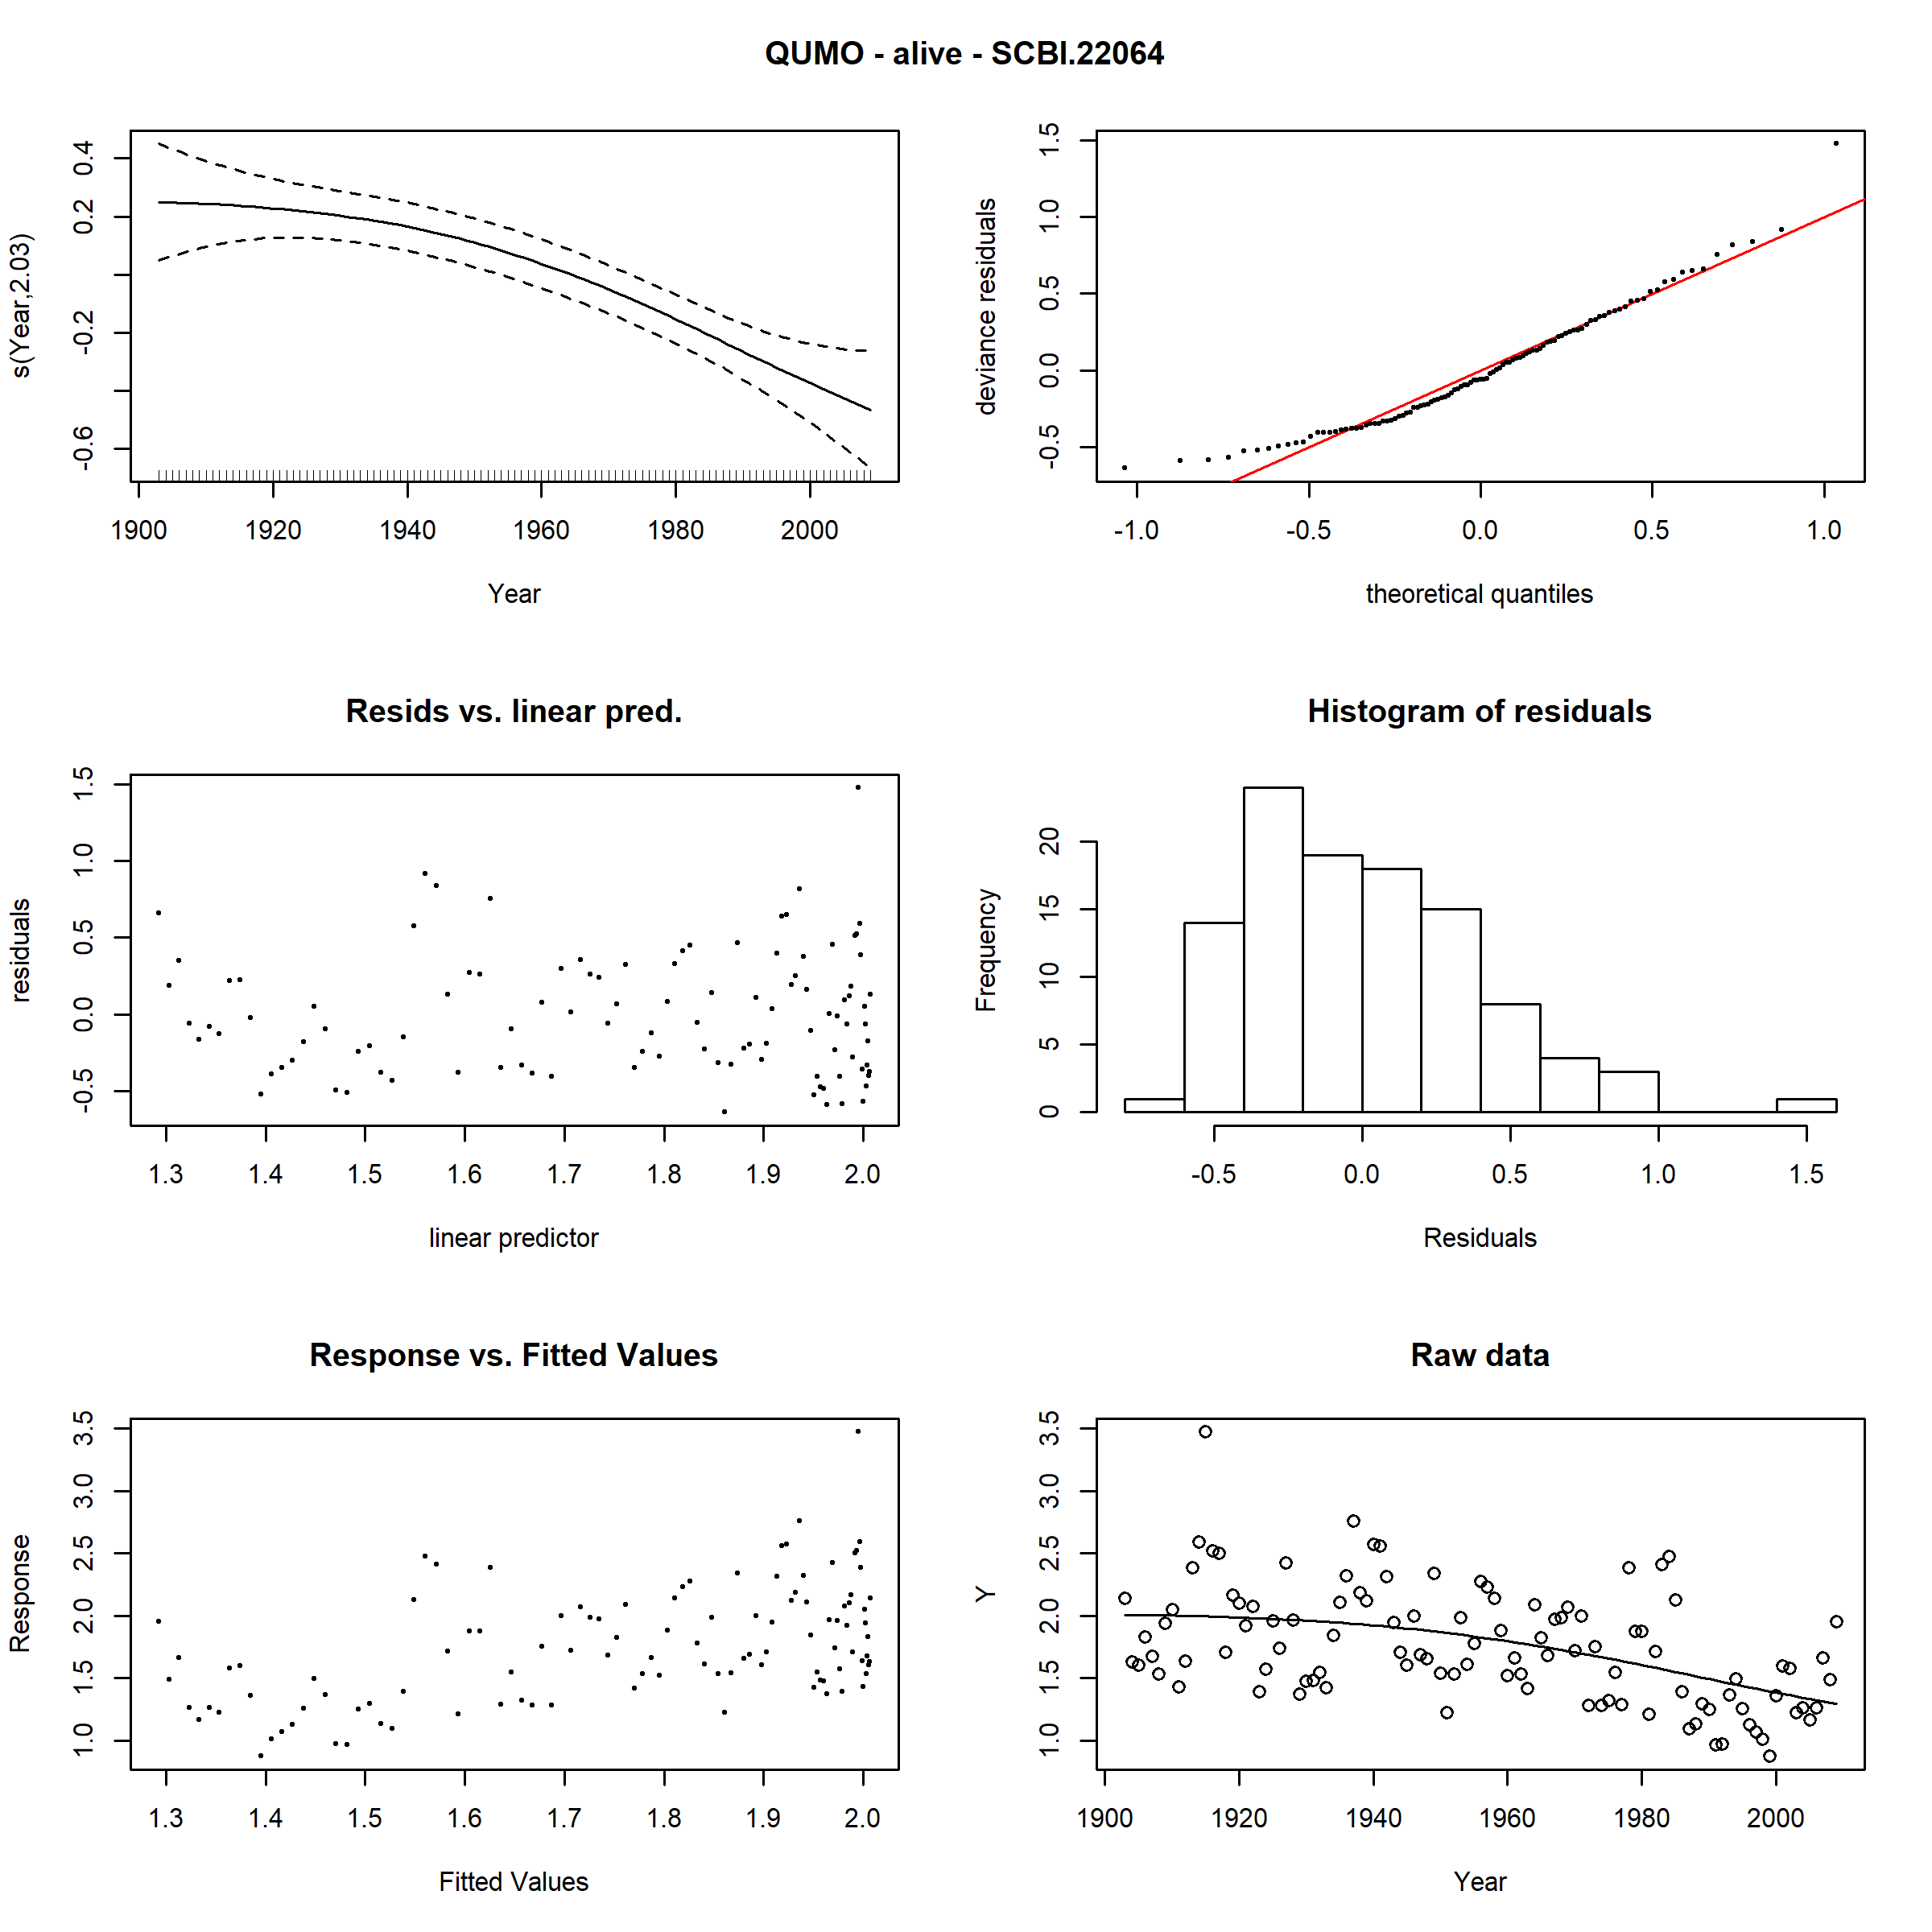 QUMO - alive - SCBI.22064
s(Year,2.03)
0.4
0.2
-0.2
-0.6
1900 1920 1940 1960 1980 2000
Year
deviance residuals
1.5
1.0
0.5
0.0
-0.5
-1.0 -0.5 0.0 0.5 1.0
theoretical quantiles
Resids vs. linear pred.
residuals
1.5
1.0
0.5
0.0
-0.5
1.3 1.4 1.5 1.6 1.7 1.8 1.9 2.0
linear predictor
Histogram of residuals
Frequency
20
15
10
5
0
-0.5 0.0 0.5 1.0 1.5
Residuals
Response vs. Fitted Values
Response
3.5
3.0
2.5
2.0
1.5
1.0
1.3 1.4 1.5 1.6 1.7 1.8 1.9 2.0
Fitted Values
Raw data
Y
3.5
3.0
2.5
2.0
1.5
1.0
1900 1920 1940 1960 1980 2000
Year